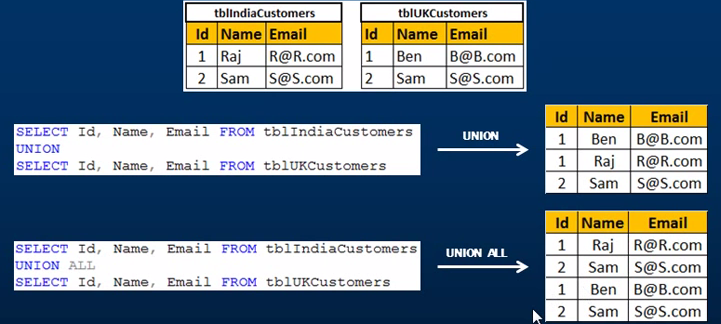 tblIndiaCustomers
Id Name Email
1 Raj R@R.com
2 Sam S@S.com
tblUKCustomers
Id Name Email
1 Ben B@B.com
2 Sam S@S.com
SELECT Id, Name, Email FROM tblIndiaCustomers
UNION
SELECT Id, Name, Email FROM tblUKCustomers
UNION
Id Name Email
1 Ben B@B.com
1 Raj R@R.com
2 Sam S@S.com
SELECT Id, Name, Email FROM tblIndiaCustomers
UNION ALL
SELECT Id, Name, Email FROM tblUKCustomers
UNION ALL
Id Name Email
1 Raj R@R.com
2 Sam S@S.com
1 Ben B@B.com
2 Sam S@S.com